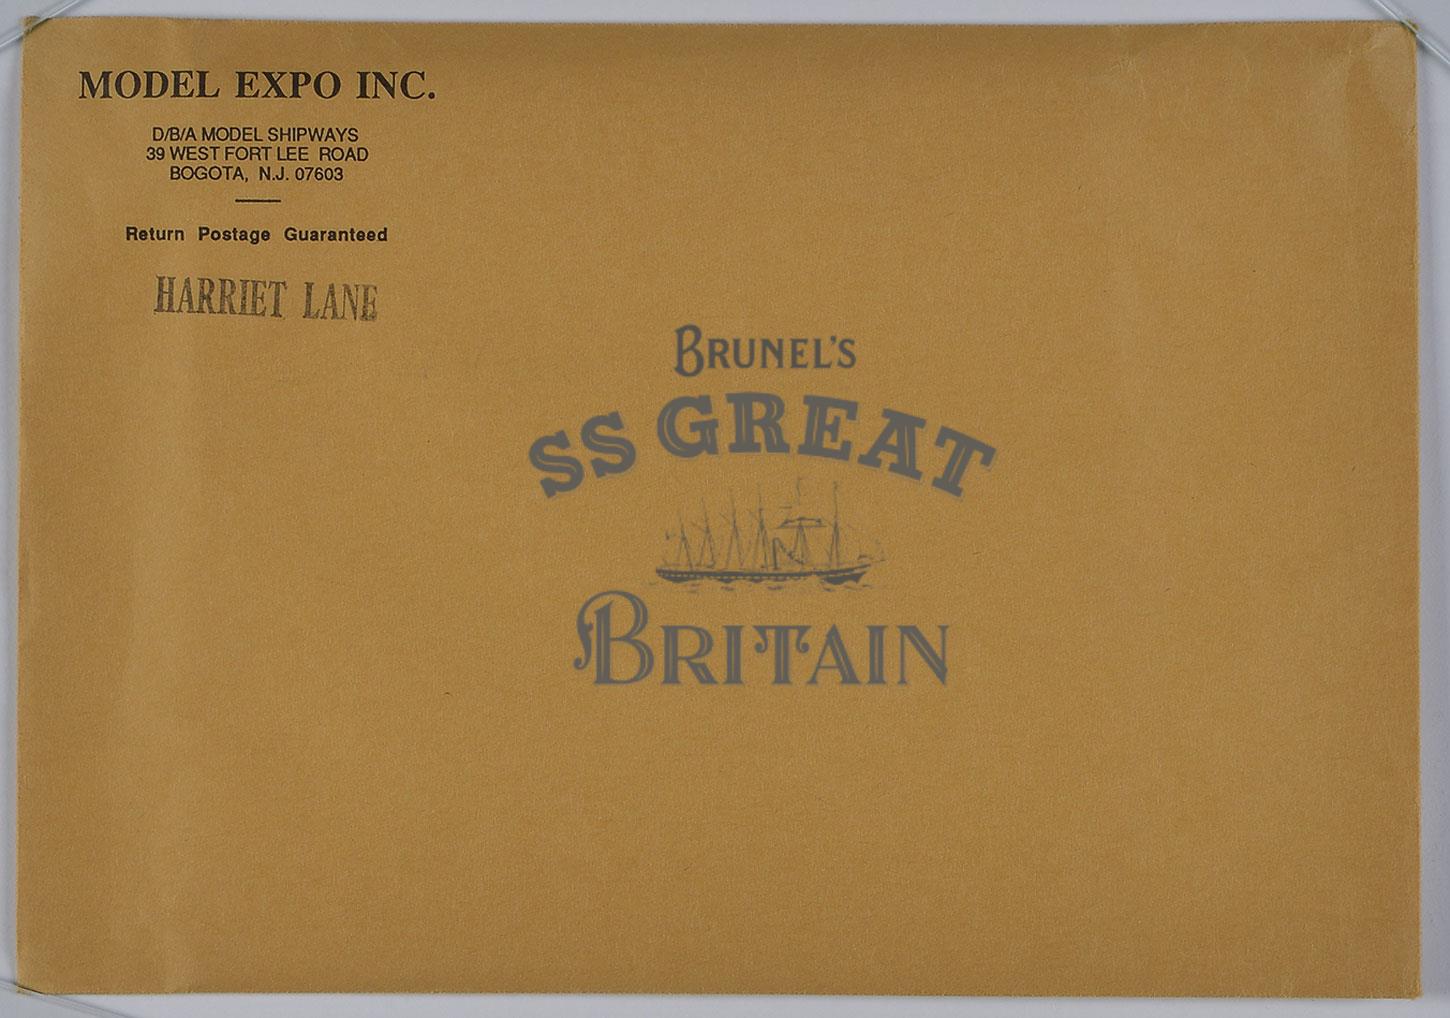 MODEL EXPO INC.
D/B/A MODEL SHIPWAYS
39 WEST FORT LEE ROAD
BOGOTA, N.J. 07603
Return Postage Guaranteed
HARRIET LANE
BRUNEL'S
SS GREAT
BRITAIN